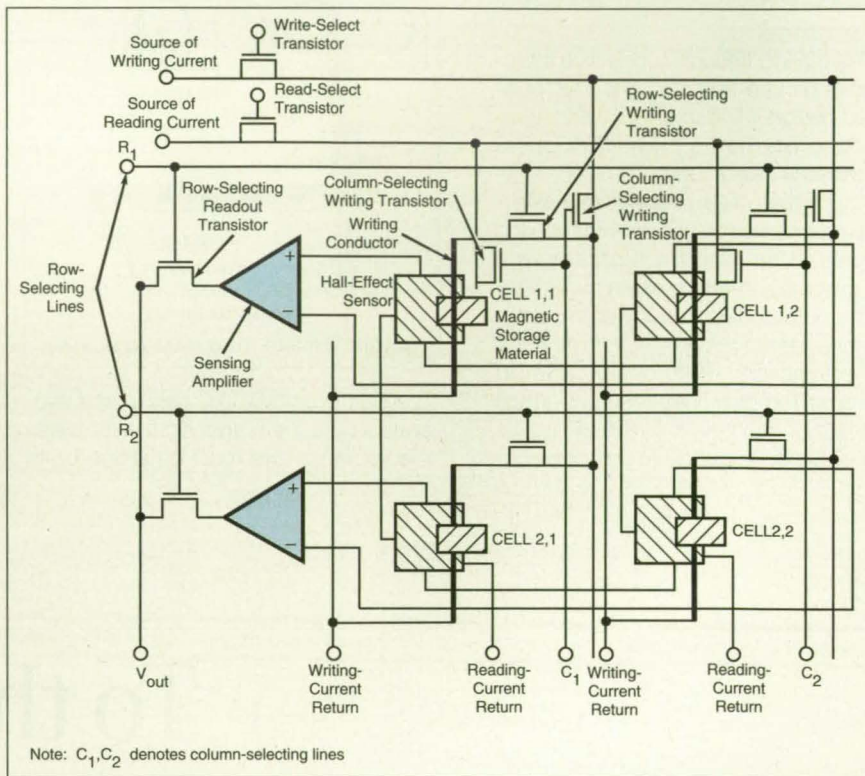 Write-Select
Transistor
Source of
Writing Current
Read-Select
Transistor
Source of
Reading Current
Row-Selecting
Writing
Transistor
R1
Row-Selecting
Readout
Transistor
Column-Selecting
Writing Transistor
Column-
Selecting
Writing
Transistor
Writing
Conductor
Row-
Selecting
Lines
Hall-Effect
Sensor
+
−
CELL 1,1
Magnetic
Storage
Material
CELL 1,2
Sensing
Amplifier
R2
+
−
CELL 2,1
CELL2,2
Vout
Writing-
Current
Return
Reading-
Current
Return
C1
Writing-
Current
Return
Reading-
Current
Return
C2
Note: C1,C2 denotes column-selecting lines